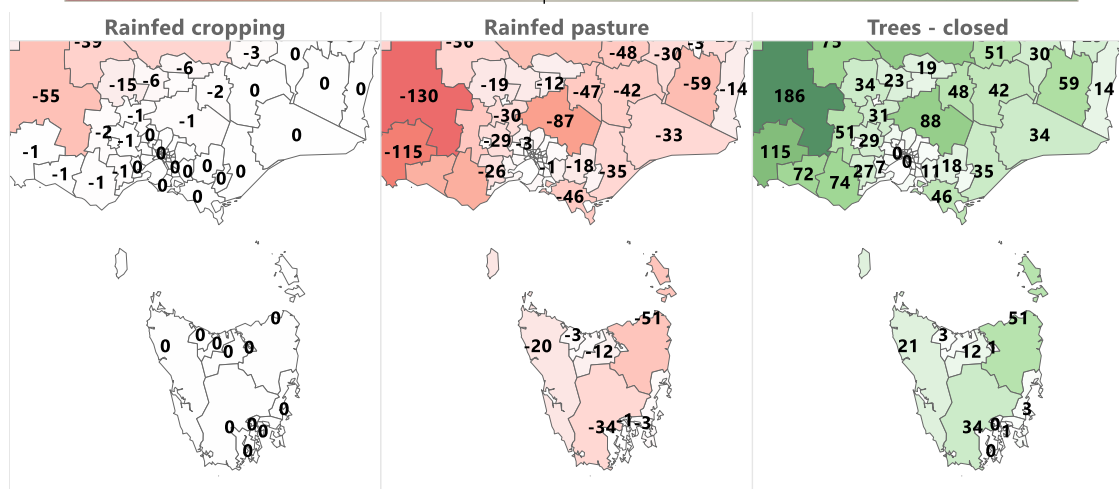 Rainfed cropping Rainfed pasture Trees - closed
-3 0 -48 -30 51 30
-6 19
-15 -6 -2 0 0 0 -19 -12 -47 -42 -59 -14 34 23 48 42 59 14
-55 -130 186
-1 -1 -30 -87 31 88
-2 -1 0 0 -29 -3 -33 51 29 34
-1 0 -115 115 0 0
-1 -1 -1 0 0 0 0 0 0 -26 -1 -18 -35 72 74 27 7 11 18 35
0 0 -46 46
0 -51 51
0 0 -3 3
0 0 0 -20 -12 21 12 1
0 3
0 0 0 -34 -1 -3 34 0 1
0 0